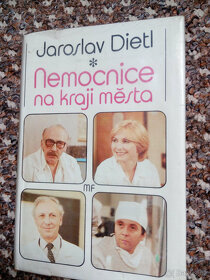 Jaroslav Dietl
*
Nemocnice
na kraji města
MF